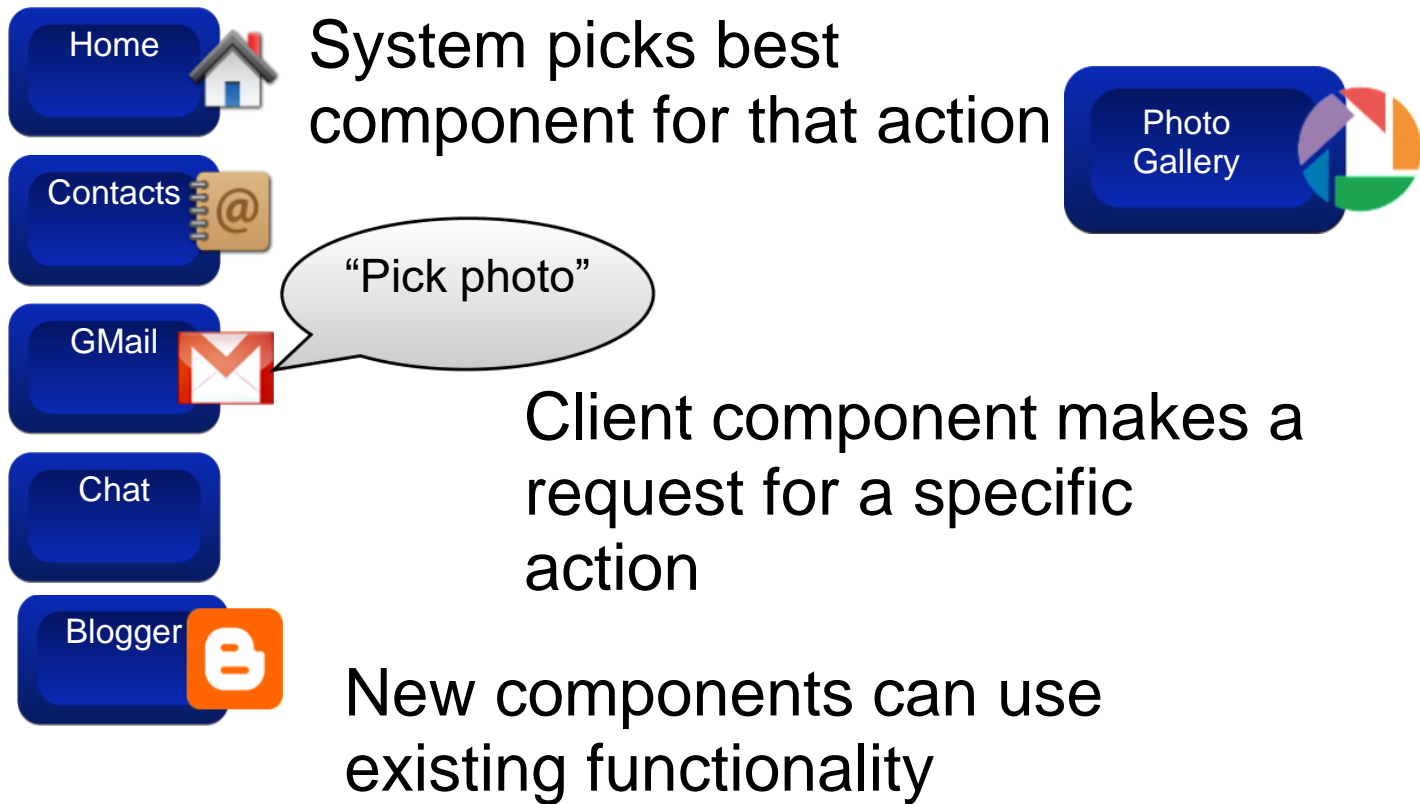 Home
System picks best
component for that action
Photo
Gallery
Contacts
@
“Pick photo”
GMail
Client component makes a
request for a specific
action
Chat
Blogger
New components can use
existing functionality